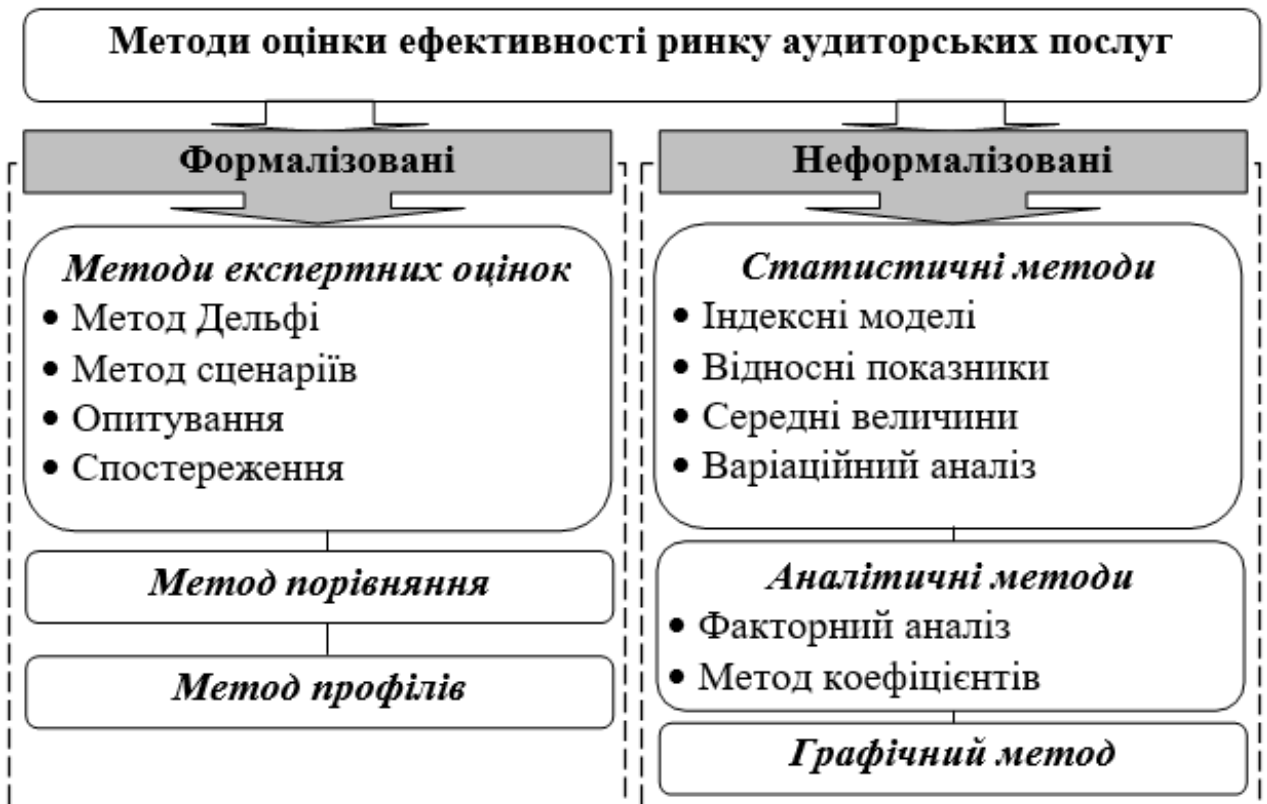 Методи оцінки ефективності ринку аудиторських послуг
Формалізовані
Методи експертних оцінок
• Метод Дельфі
• Метод сценаріїв
• Опитування
• Спостереження
Метод порівняння
Метод профілів
Неформалізовані
Статистичні методи
• Індексні моделі
• Відносні показники
• Середні величини
• Варіаційний аналіз
Аналітичні методи
• Факторний аналіз
• Метод коефіцієнтів
Графічний метод